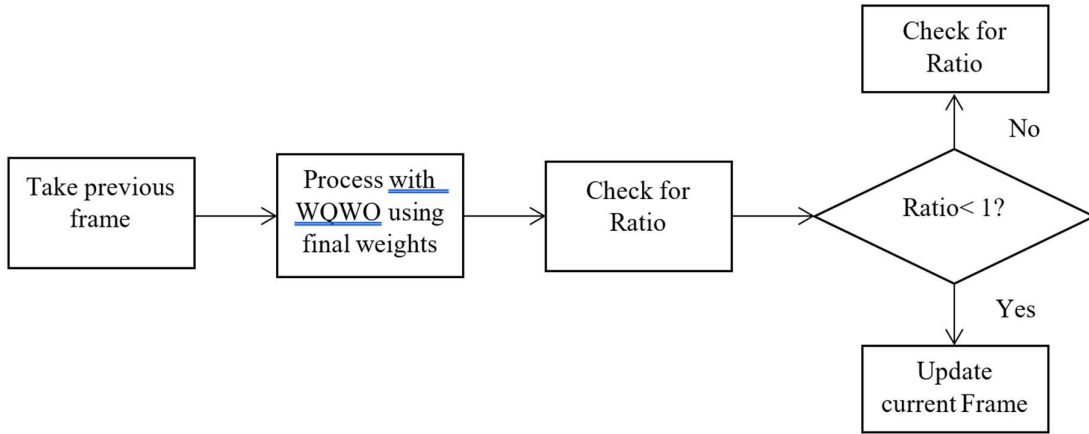 Take previous
frame
Process with
WQWO using
final weights
Check for
Ratio
Ratio< 1?
No
Check for
Ratio
Yes
Update
current Frame